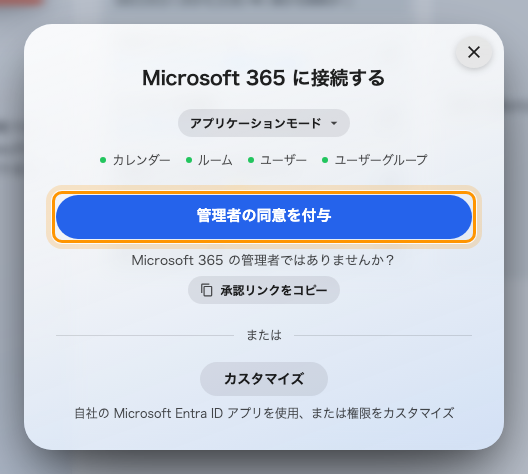 Microsoft 365 に接続する
アプリケーションモード
カレンダー ルーム ユーザー ユーザーグループ
管理者の同意を付与
Microsoft 365 の管理者ではありませんか？
承認リンクをコピー
または
カスタマイズ
自社の Microsoft Entra ID アプリを使用、または権限をカスタマイズ